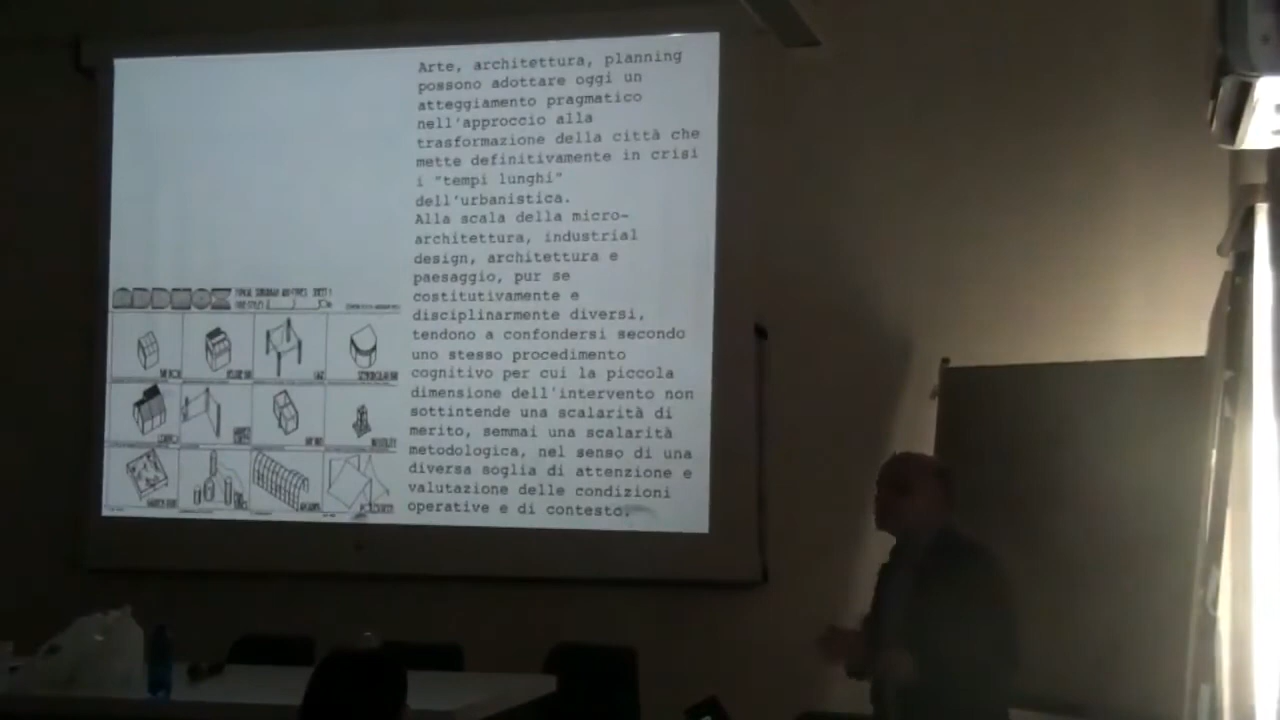 Arte, architettura, planning
possono adottare oggi un
atteggiamento pragmatico
nell'approccio alla
trasformazione della città che
mette definitivamente in crisi
i "tempi lunghi"
dell'urbanistica.
Alla scala della micro-
architettura, industrial
design, architettura e
paesaggio, pur se
costitutivamente e
disciplinarmente diversi,
tendono a confondersi secondo
uno stesso procedimento
cognitivo per cui la piccola
dimensione dell'intervento non
sottintende una scalarità di
merito, semmai una scalarità
metodologica, nel senso di una
diversa soglia di attenzione e
valutazione delle condizioni
operative e di contesto.